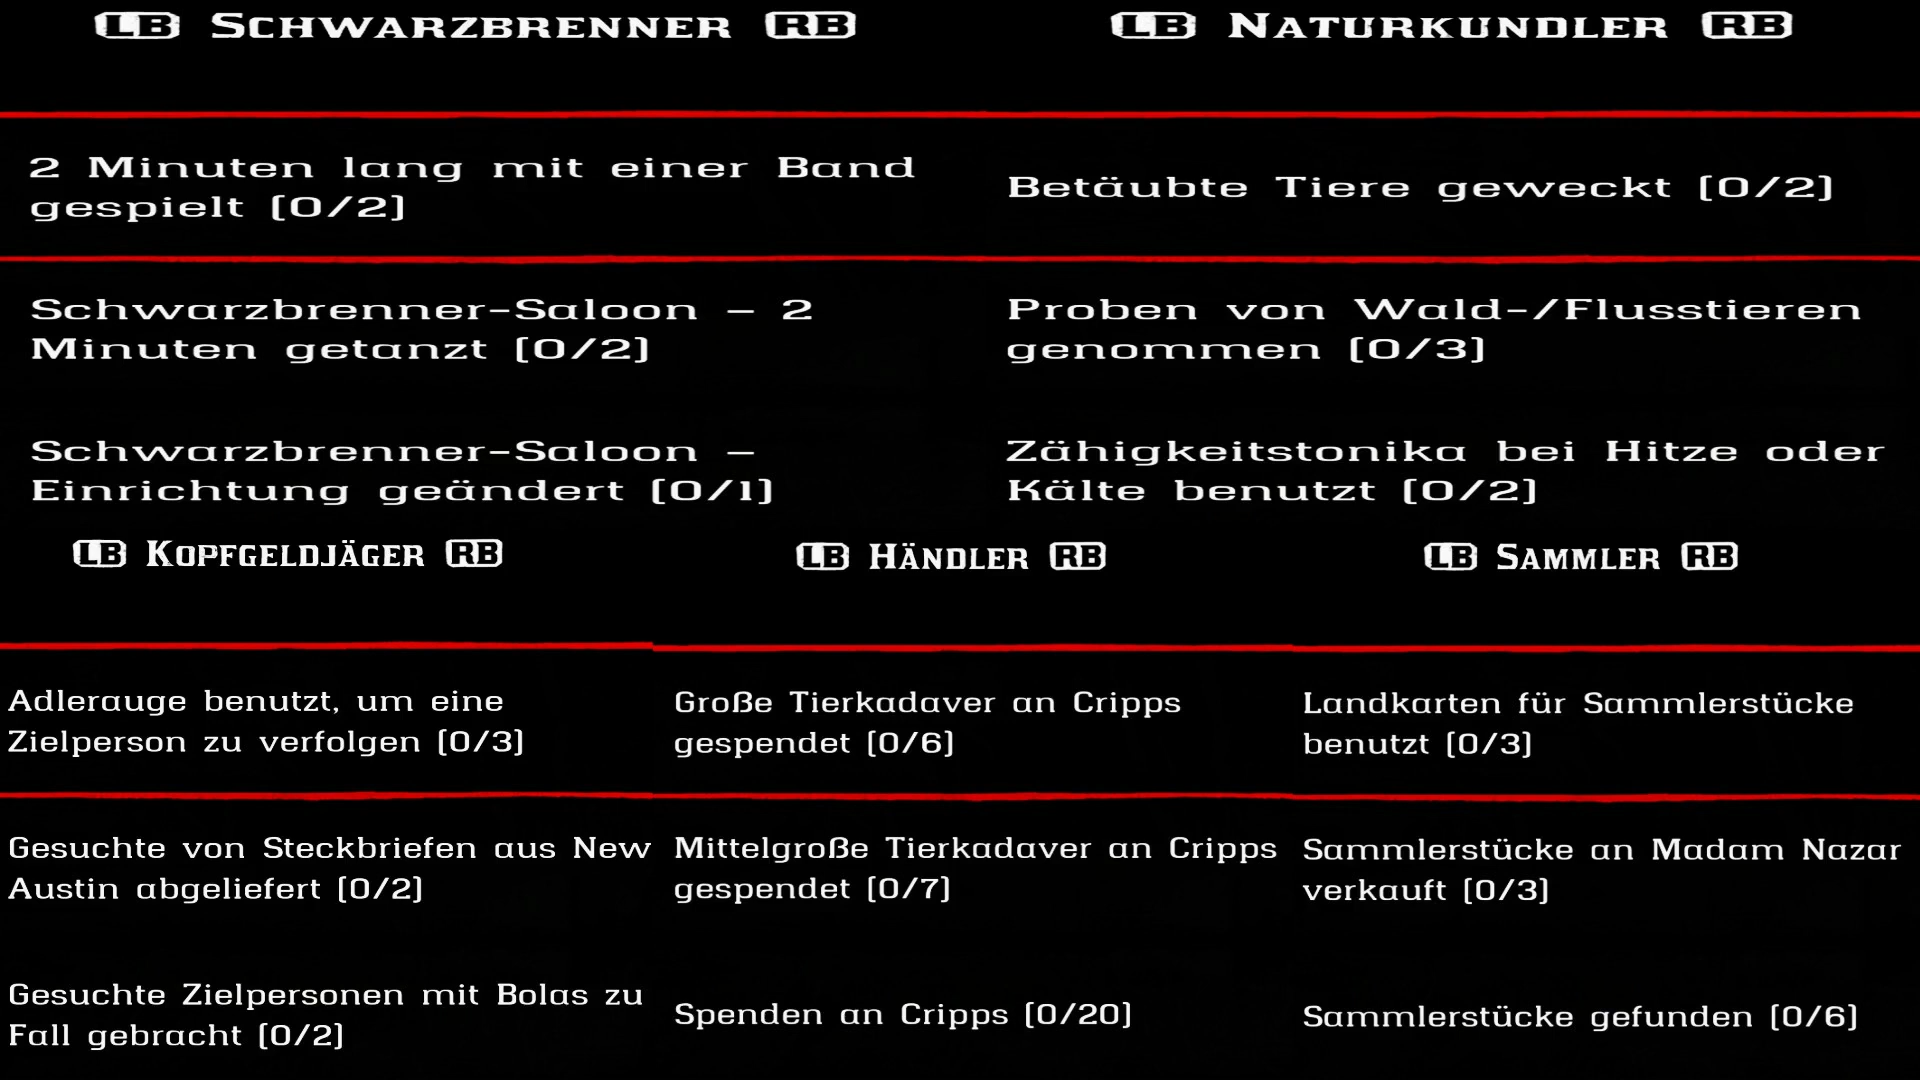 LB Schwarzbrenner RB
2 Minuten lang mit einer Band
gespielt [0/2]
Schwarzbrenner-Saloon – 2
Minuten getanzt [0/2]
Schwarzbrenner-Saloon –
Einrichtung geändert [0/1]
LB Naturkundler RB
Betäubte Tiere geweckt [0/2]
Proben von Wald-/Flusstieren
genommen [0/3]
Zähigkeitstonika bei Hitze oder
Kälte benutzt [0/2]
LB Kopfgeldjäger RB
Adlerauge benutzt, um eine
Zielperson zu verfolgen [0/3]
Gesuchte von Steckbriefen aus New
Austin abgeliefert [0/2]
Gesuchte Zielpersonen mit Bolas zu
Fall gebracht [0/2]
LB Händler RB
Große Tierkadaver an Cripps
gespendet [0/6]
Mittelgroße Tierkadaver an Cripps
gespendet [0/7]
Spenden an Cripps [0/20]
LB Sammler RB
Landkarten für Sammlerstücke
benutzt [0/3]
Sammlerstücke an Madam Nazar
verkauft [0/3]
Sammlerstücke gefunden [0/6]